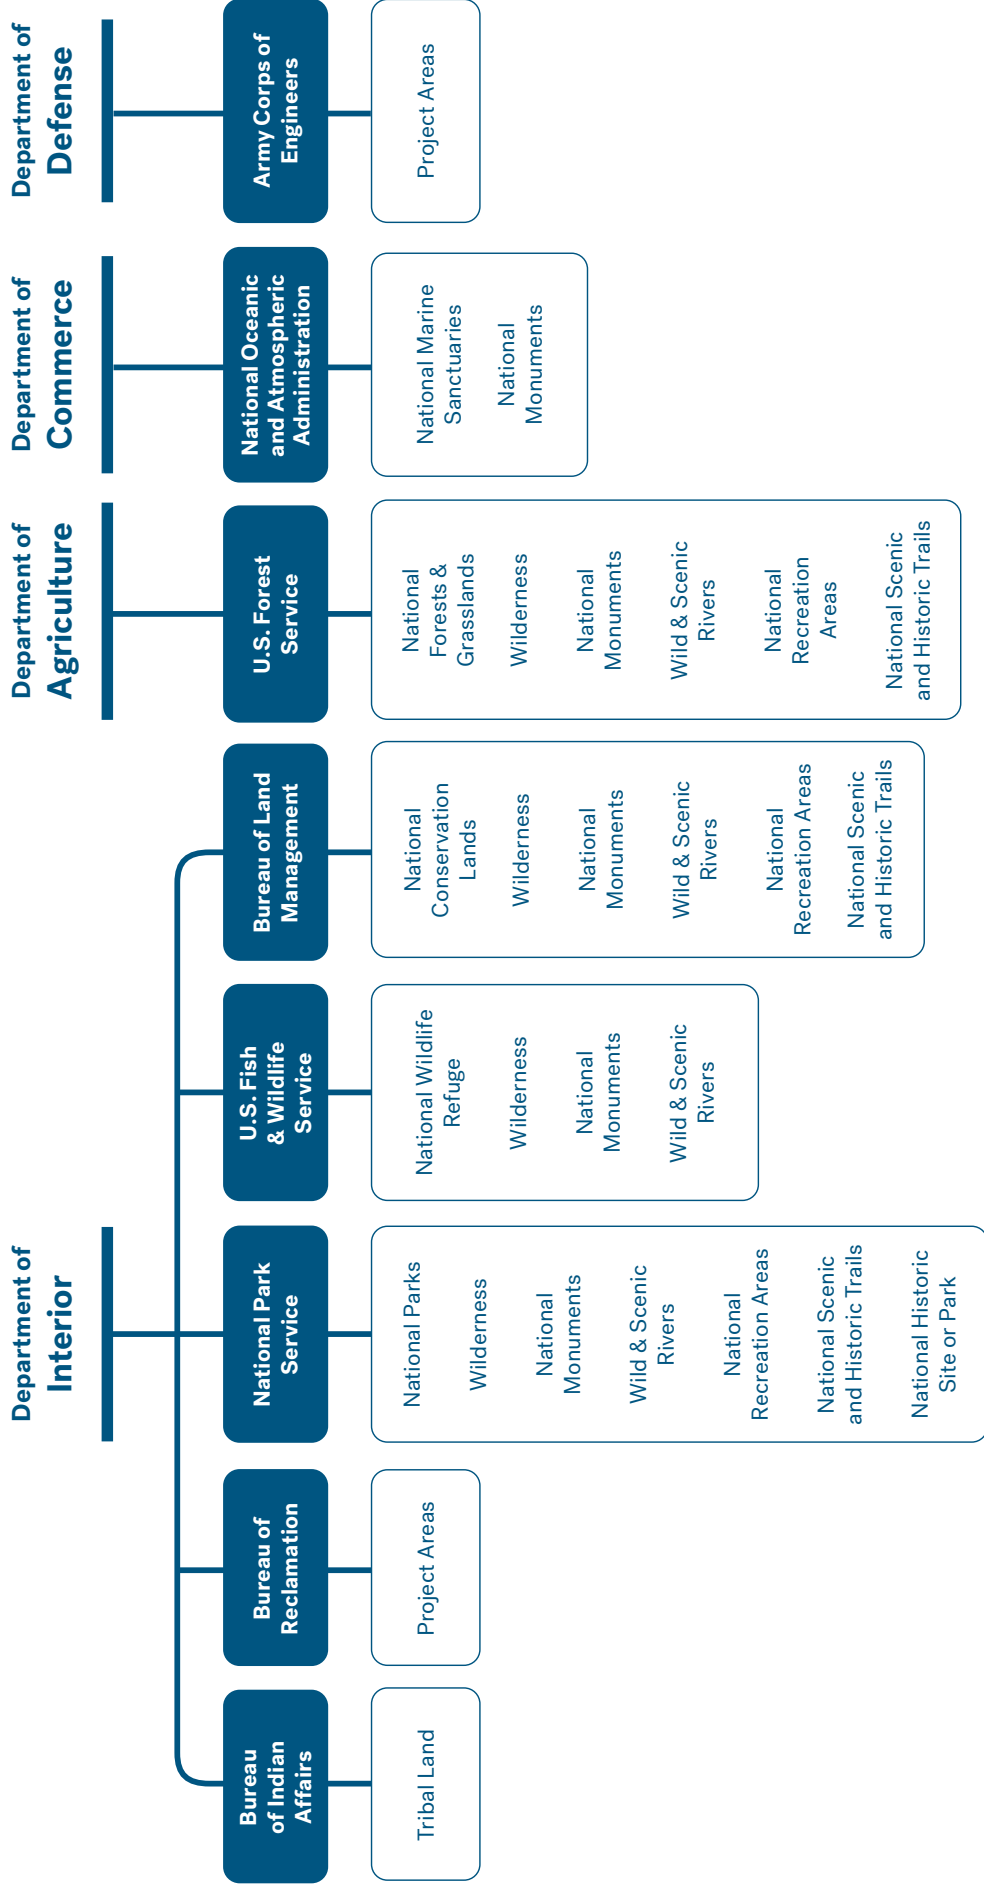 Department of
Interior
Bureau
of Indian
Affairs
Tribal Land
Bureau of
Reclamation
Project Areas
National Park
Service
National Parks
Wilderness
National
Monuments
Wild & Scenic
Rivers
National
Recreation Areas
National Scenic
and Historic Trails
National Historic
Site or Park
U.S. Fish
& Wildlife
Service
National Wildlife
Refuge
Wilderness
National
Monuments
Wild & Scenic
Rivers
Bureau of Land
Management
National
Conservation
Lands
Wilderness
National
Monuments
Wild & Scenic
Rivers
National
Recreation Areas
National Scenic
and Historic Trails
Department of
Agriculture
U.S. Forest
Service
National
Forests &
Grasslands
Wilderness
National
Monuments
Wild & Scenic
Rivers
National
Recreation
Areas
National Scenic
and Historic Trails
Department of
Commerce
National Oceanic
and Atmospheric
Administration
National Marine
Sanctuaries
National
Monuments
Department of
Defense
Army Corps of
Engineers
Project Areas